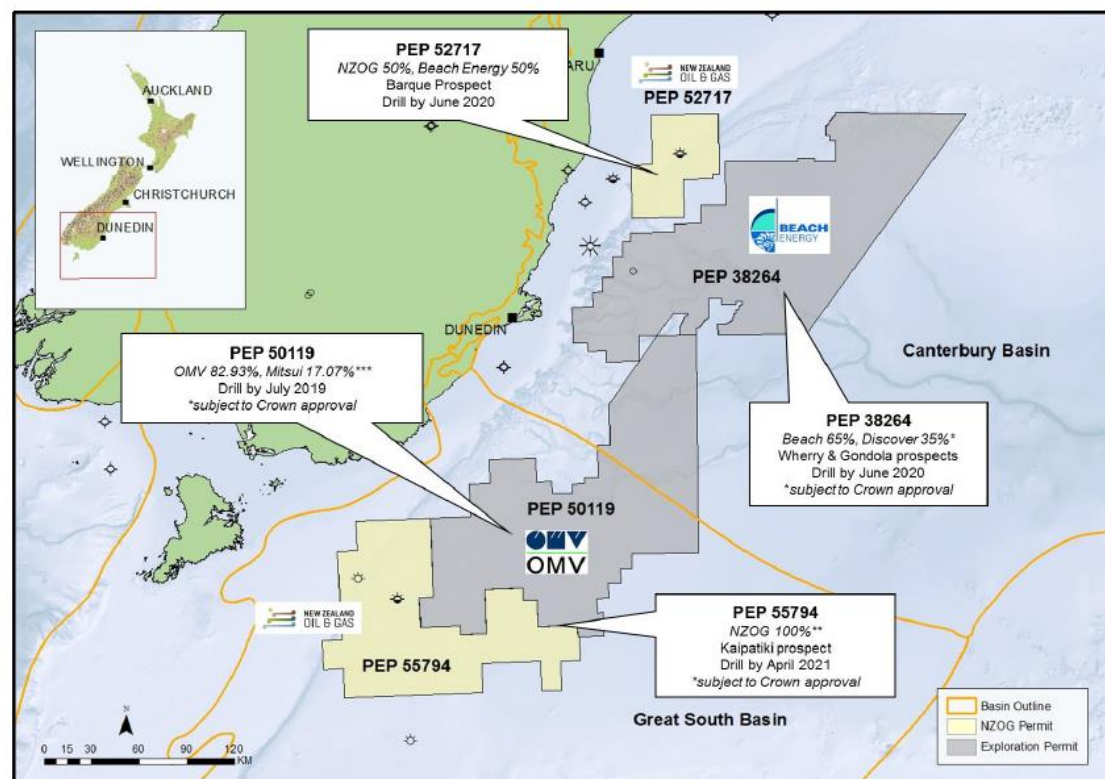 AUCKLAND
WELLINGTON
CHRISTCHURCH
DUNEDIN
PEP 52717
NZOG 50%, Beach Energy 50%
Barque Prospect
Drill by June 2020
ARU
NEW ZEALAND
OIL & GAS
PEP 52717
BEACH
ENERGY
PEP 38264
DUNEDIN
Canterbury Basin
PEP 50119
OMV 82.93%, Mitsui 17.07%***
Drill by July 2019
*subject to Crown approval
PEP 38264
Beach 65%, Discover 35%*
Wherry & Gondola prospects
Drill by June 2020
*subject to Crown approval
PEP 50119
OMV
OMV
NEW ZEALAND
OIL & GAS
PEP 55794
PEP 55794
NZOG 100%**
Kaipatiki prospect
Drill by April 2021
*subject to Crown approval
Great South Basin
Basin Outline
NZOG Permit
Exploration Permit
N
0 15 30 60 90 120
KM